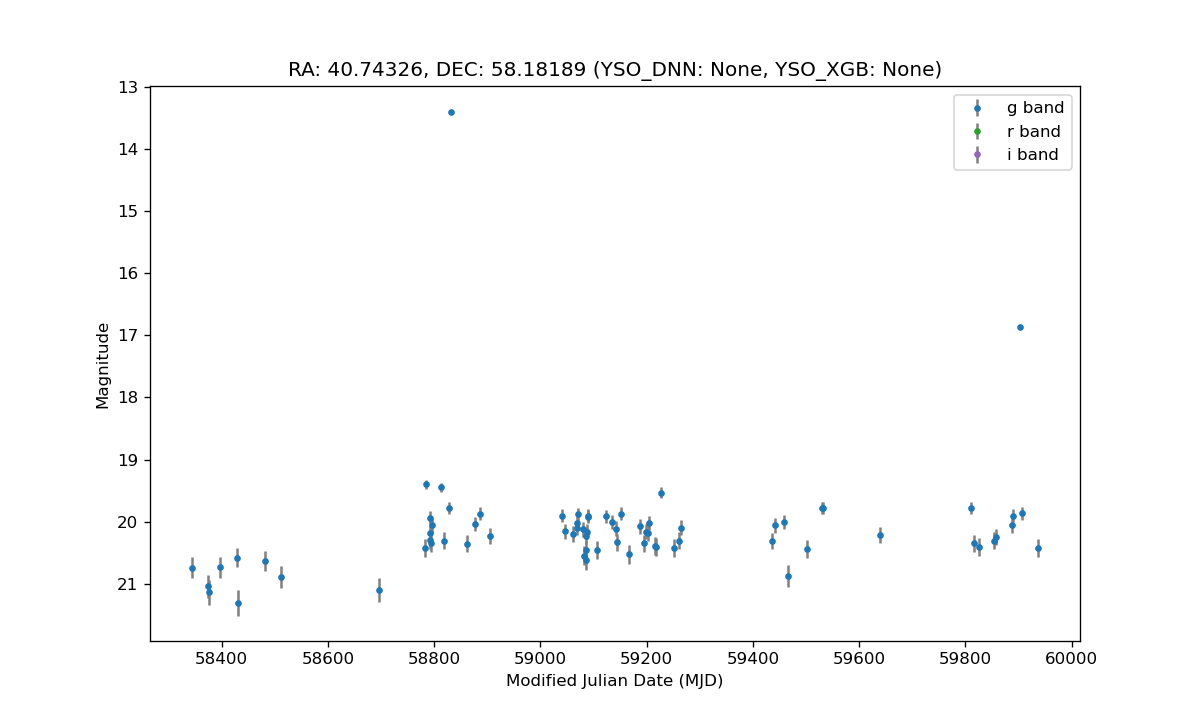 RA: 40.74326, DEC: 58.18189 (YSO_DNN: None, YSO_XGB: None)
g band
r band
i band
13
14
15
16
17
18
19
20
21
Magnitude
58400 58600 58800 59000 59200 59400 59600 59800 60000
Modified Julian Date (MJD)